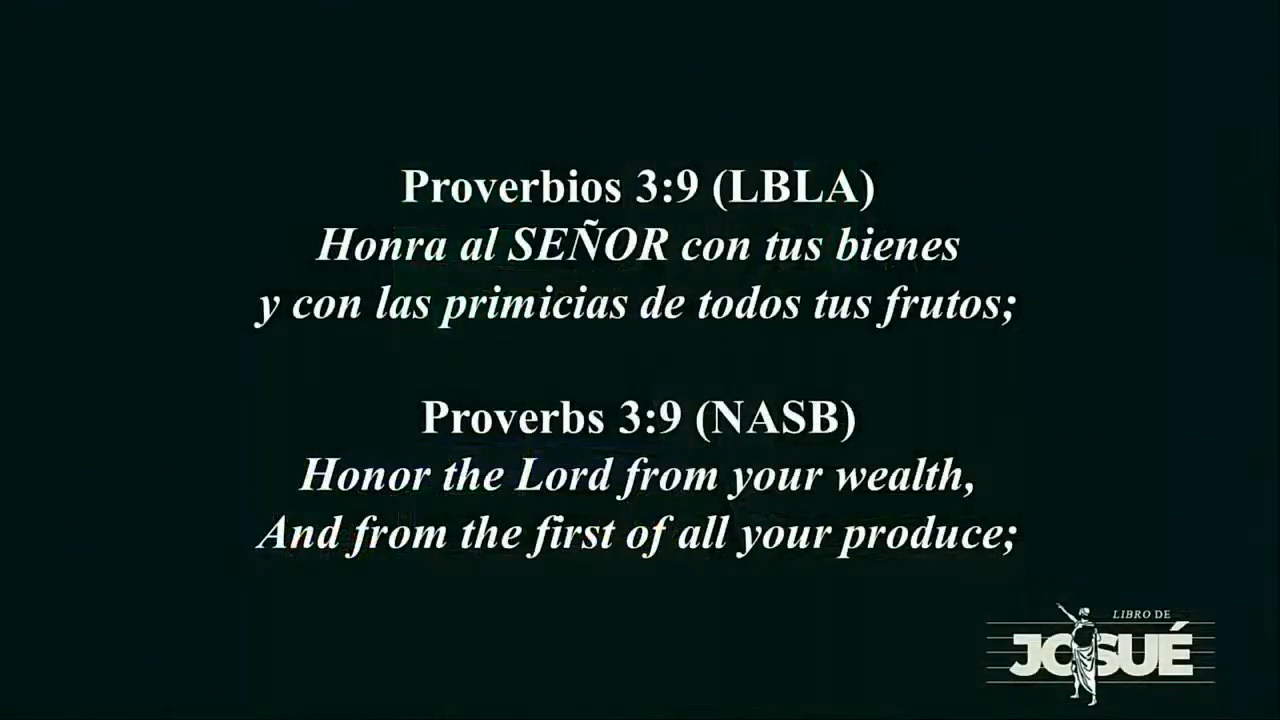 Proverbios 3:9 (LBLA)
Honra al SEÑOR con tus bienes
y con las primicias de todos tus frutos;
Proverbs 3:9 (NASB)
Honor the Lord from your wealth,
And from the first of all your produce;
LIBRO DE
JOSUÉ